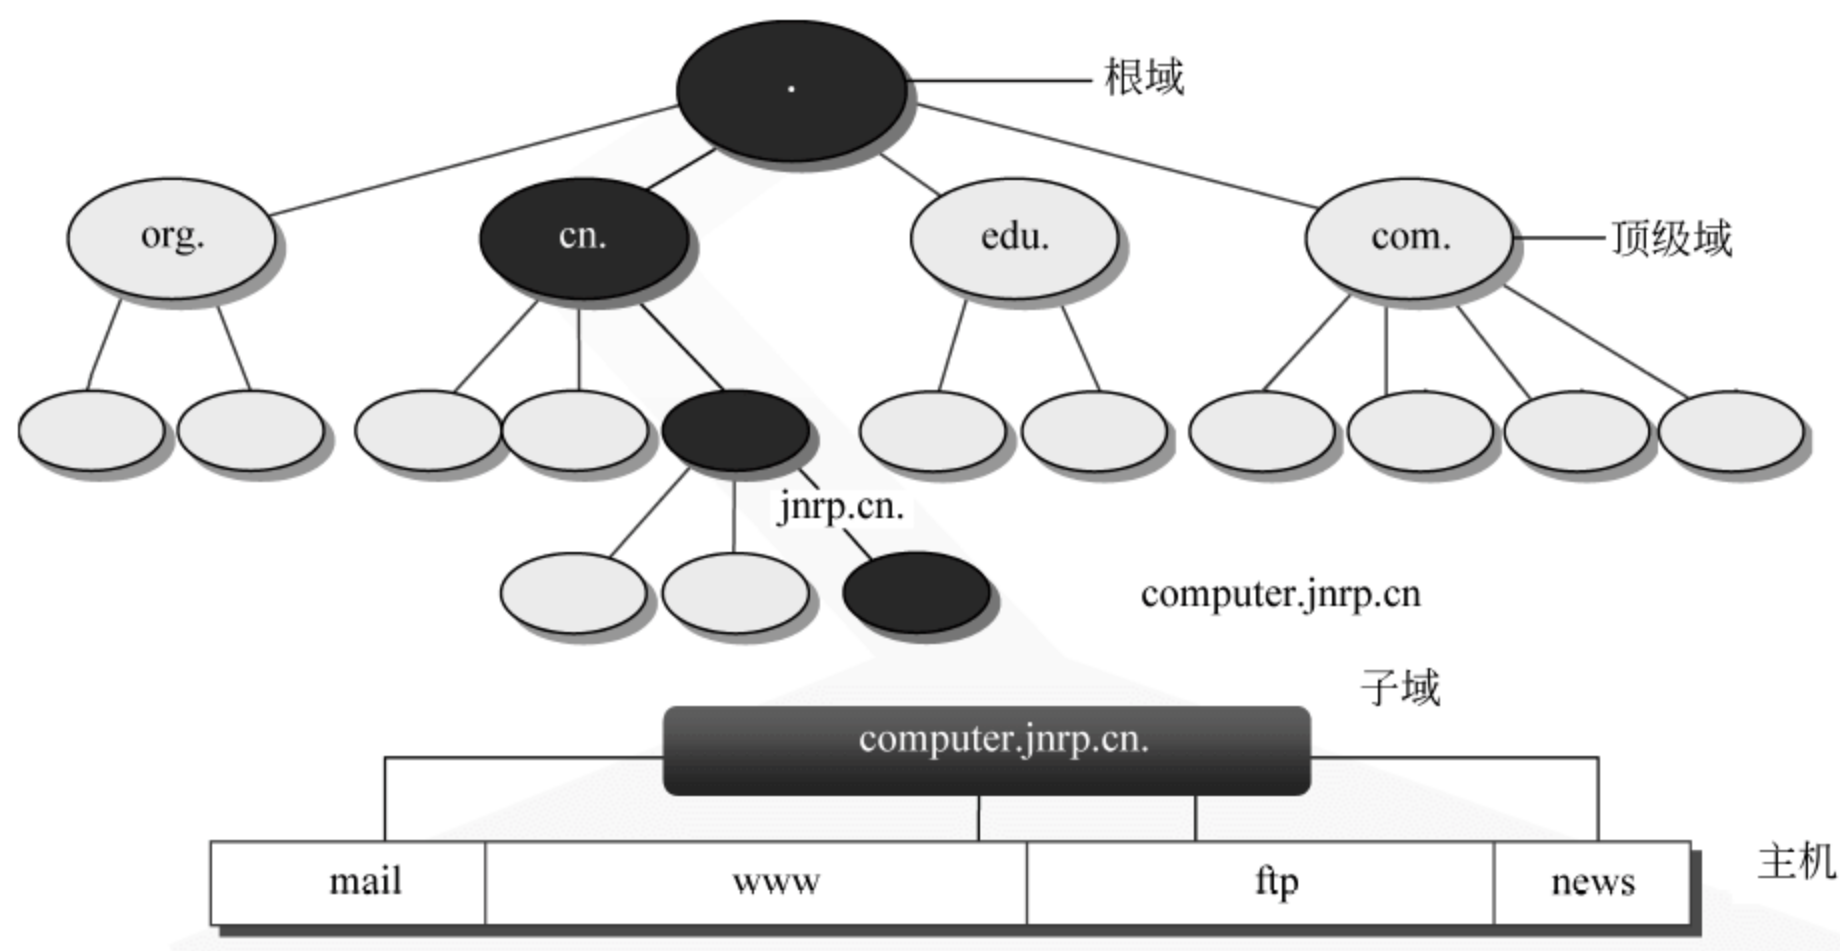 .
根域
org.
cn.
edu.
com.
顶级域
jnrp.cn.
computer.jnrp.cn
子域
computer.jnrp.cn.
mail
www
ftp
news
主机